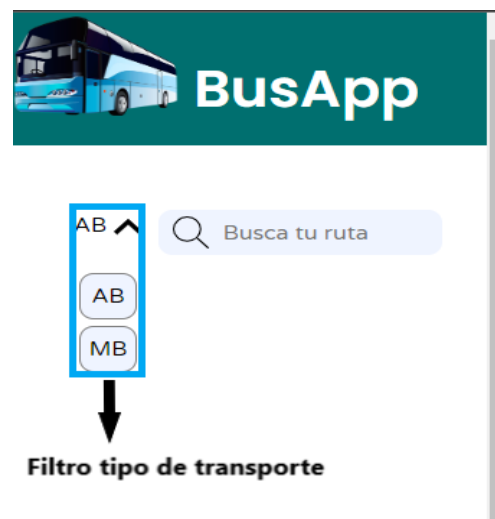 BusApp
AB
Busca tu ruta
AB
MB
Filtro tipo de transporte